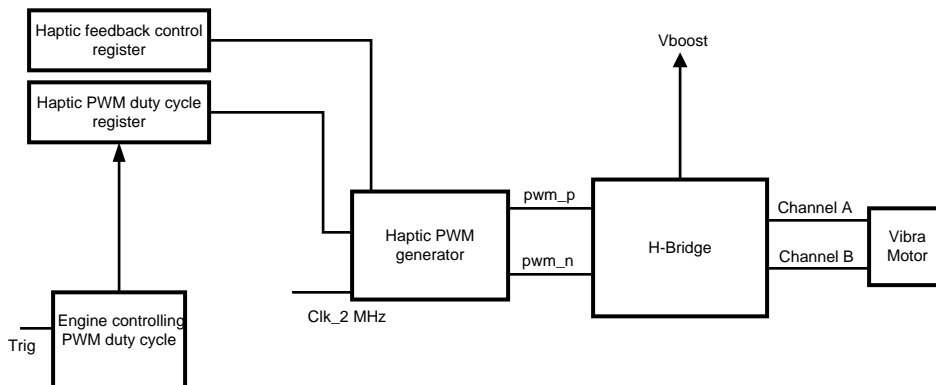 Haptic feedback control
register
Vboost
Haptic PWM duty cycle
register
pwm_p
Haptic PWM
generator
pwm_n
H-Bridge
Channel A
Channel B
Vibra
Motor
Clk_2 MHz
Engine controlling
PWM duty cycle
Trig